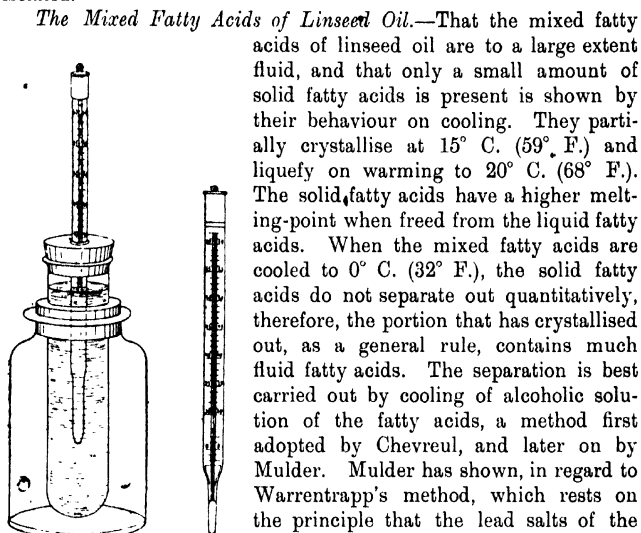 The Mixed Fatty Acids of Linseed Oil.—That the mixed fatty
acids of linseed oil are to a large extent
fluid, and that only a small amount of
solid fatty acids is present is shown by
their behaviour on cooling. They parti-
ally crystallise at 15° C. (59° F.) and
liquefy on warming to 20° C. (68° F.).
The solid fatty acids have a higher melt-
ing-point when freed from the liquid fatty
acids. When the mixed fatty acids are
cooled to 0° C. (32° F.), the solid fatty
acids do not separate out quantitatively,
therefore, the portion that has crystallised
out, as a general rule, contains much
fluid fatty acids. The separation is best
carried out by cooling of alcoholic solu-
tion of the fatty acids, a method first
adopted by Chevreul, and later on by
Mulder. Mulder has shown, in regard to
Warrentrapp's method, which rests on
the principle that the lead salts of the